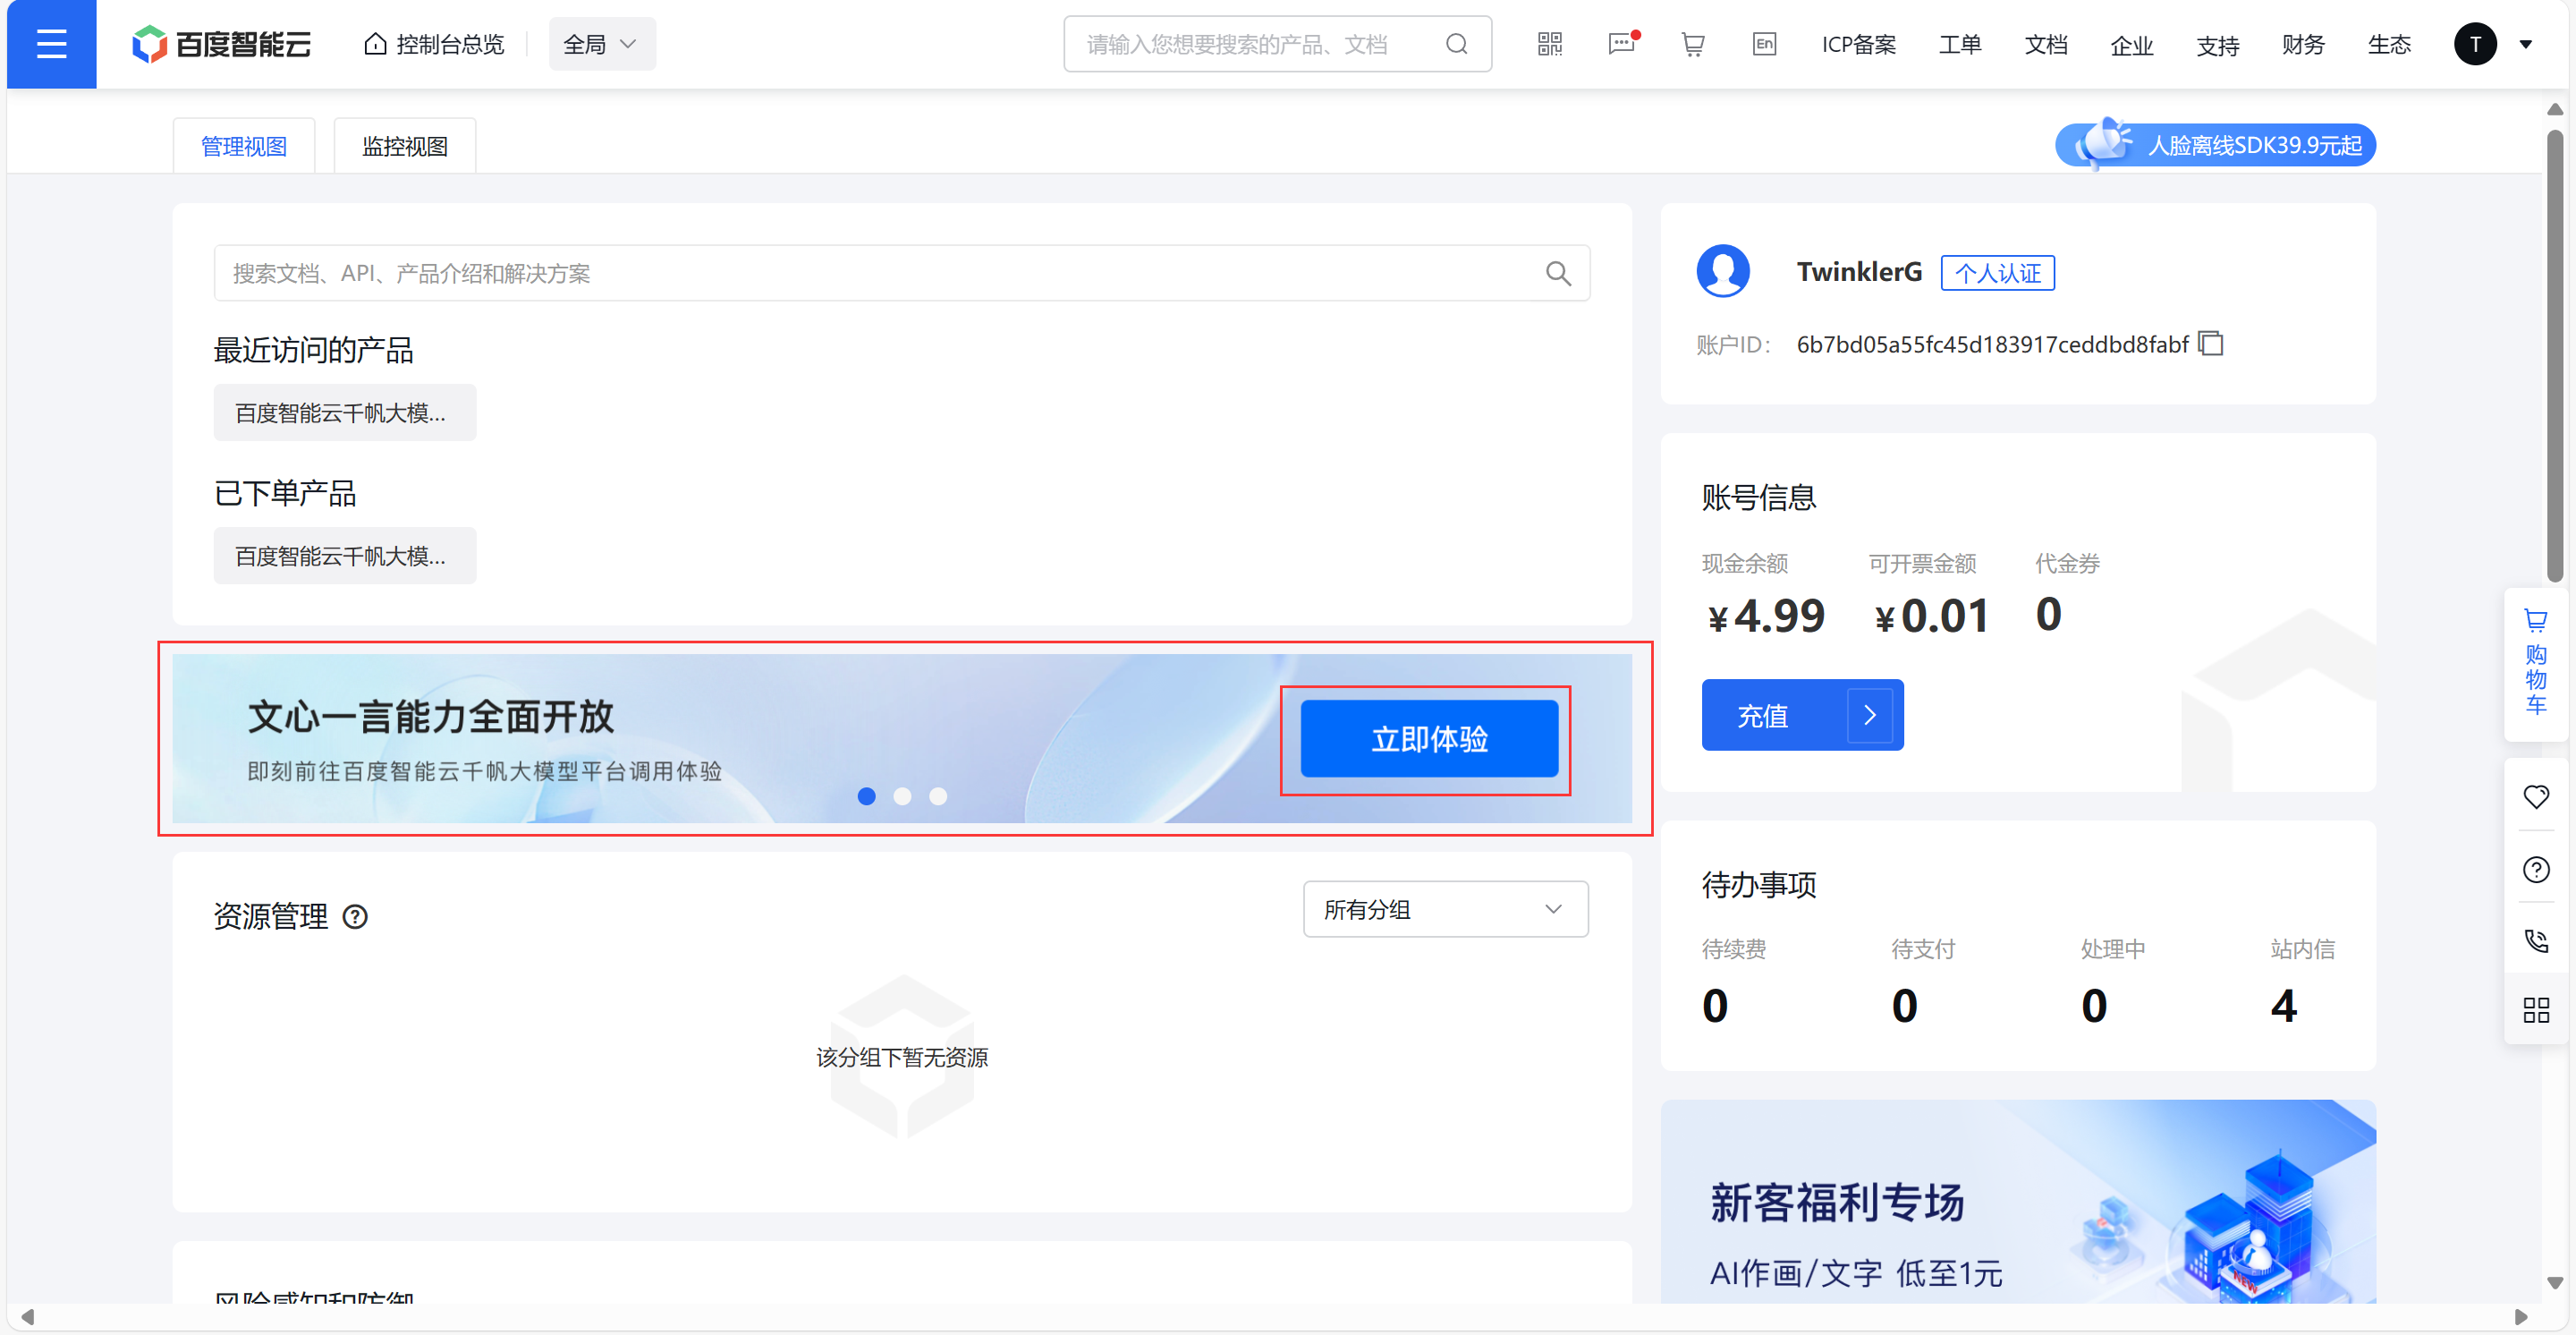 百度智能云
控制台总览
全局
请输入您想要搜索的产品、文档
En
ICP备案
工单
文档
企业
支持
财务
生态
T
管理视图
监控视图
人脸离线SDK39.9元起
搜索文档、API、产品介绍和解决方案
最近访问的产品
百度智能云千帆大模...
已下单产品
百度智能云千帆大模...
文心一言能力全面开放
即刻前往百度智能云千帆大模型平台调用体验
立即体验
资源管理
所有分组
该分组下暂无资源
风险感知和防御
TwinklerG
个人认证
账户ID：
6b7bd05a55fc45d183917ceddbd8fabf
账号信息
现金余额
可开票金额
代金券
¥4.99
¥0.01
0
充值
待办事项
待续费
待支付
处理中
站内信
0
0
0
4
新客福利专场
AI作画/文字 低至1元
NEW
购物车